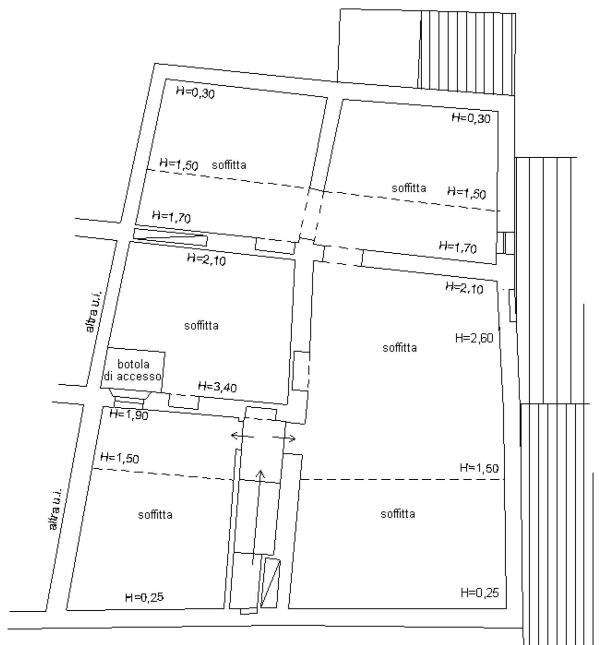 H=0,30
H=0,30
H=1,50
soffitta
soffitta
H=1,50
H=1,70
H=1,70
H=2,10
H=2,10
altra u.i.
soffitta
soffitta
H=2,60
botola
di accesso
H=3,40
H=1,90
H=1,50
H=1,50
altra u.i.
soffitta
soffitta
H=0,25
H=0,25